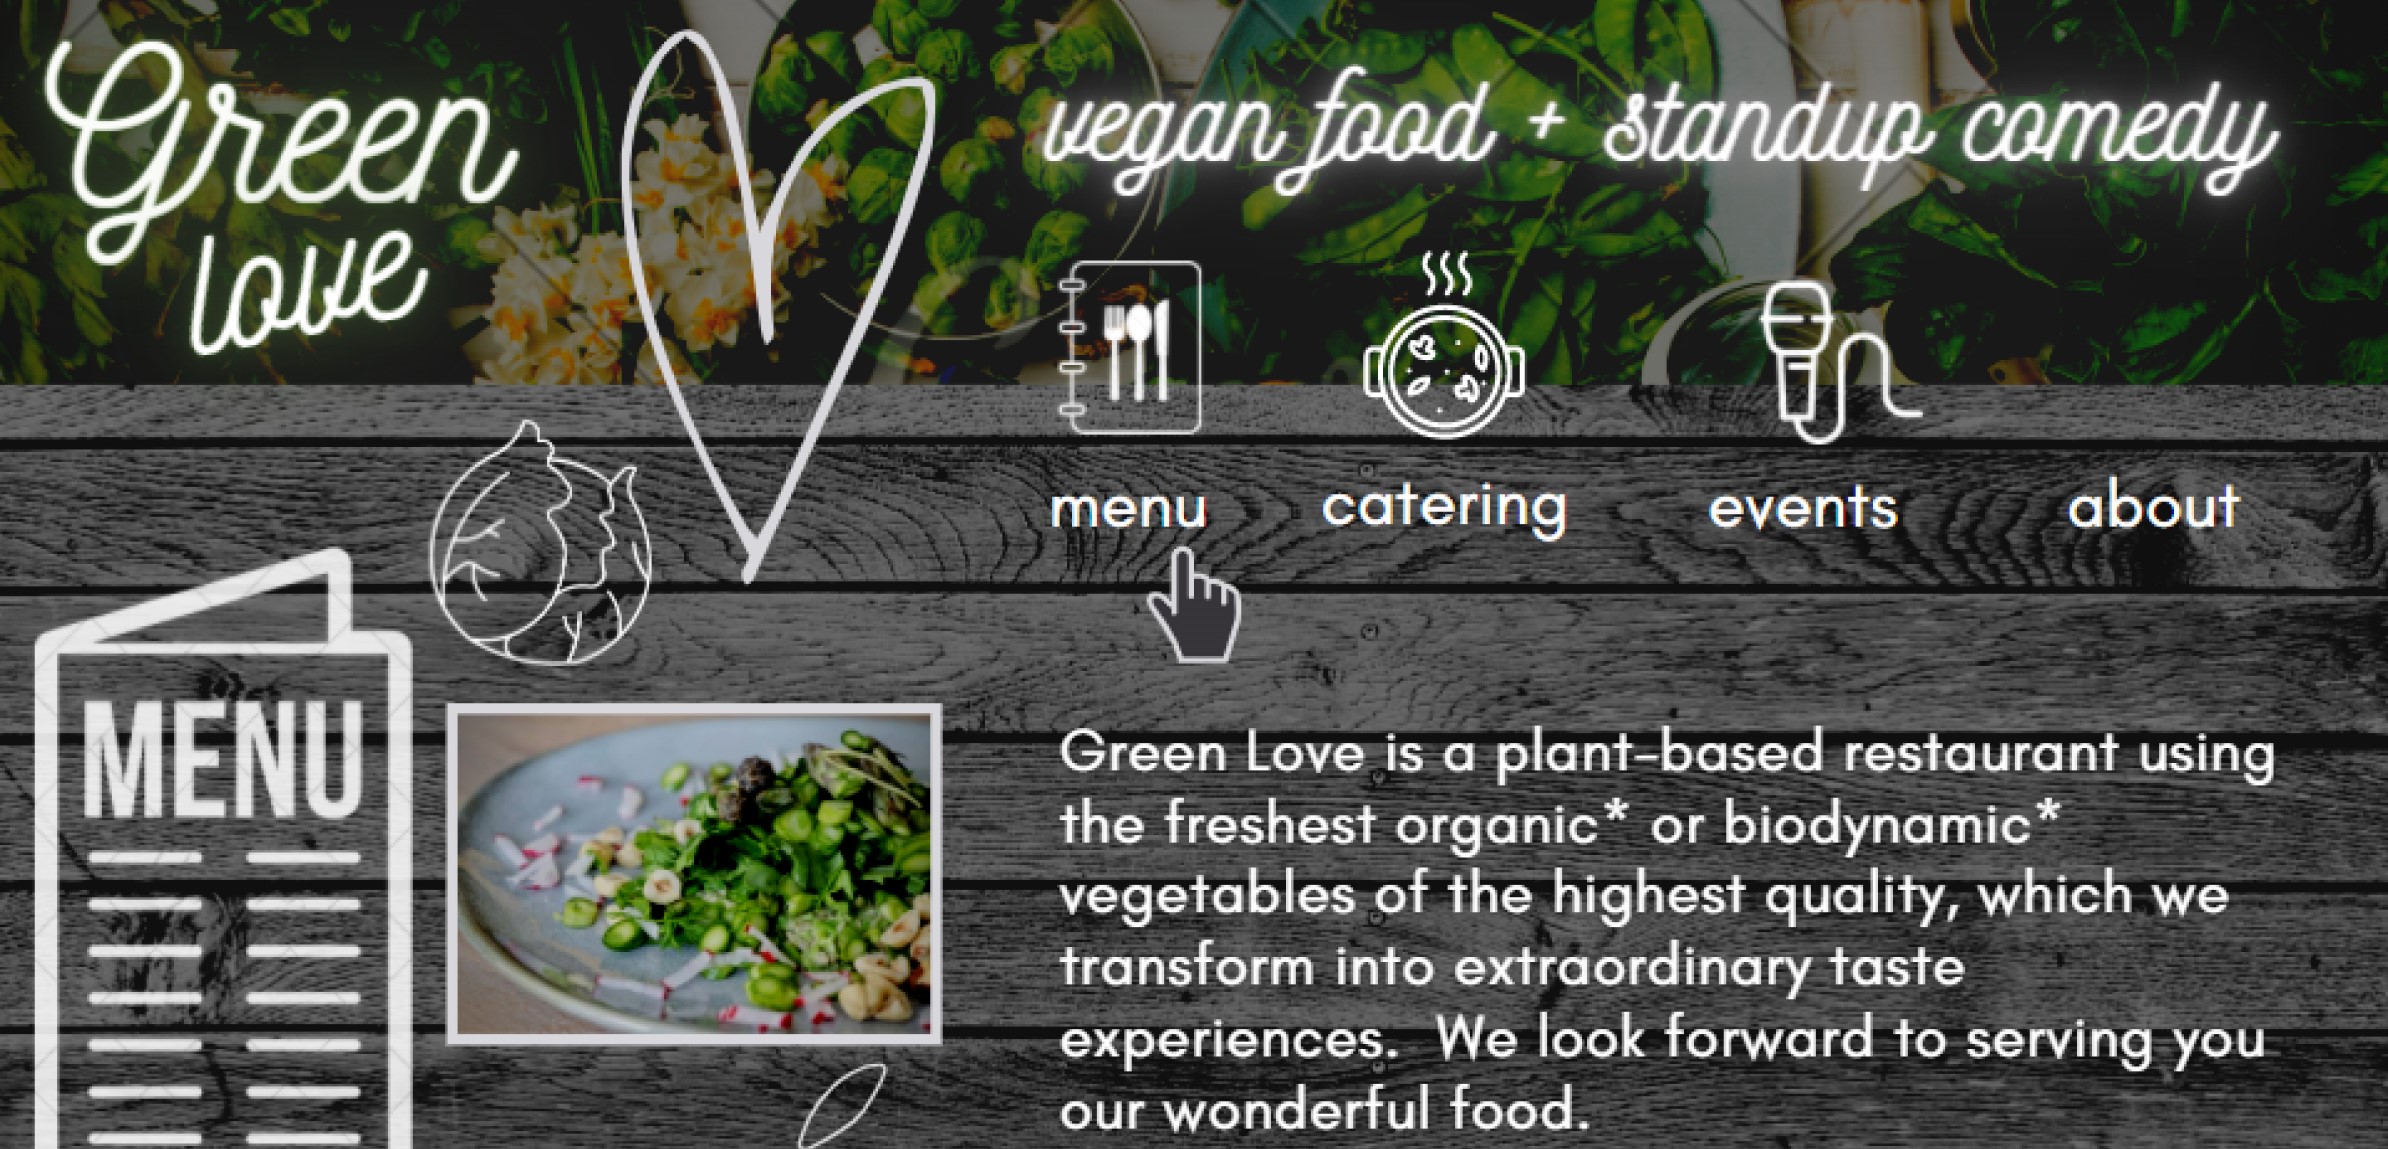 Green
love
vegan food + standup comedy
menu
catering
events
about
MENU
Green Love is a plant-based restaurant using
the freshest organic* or biodynamic*
vegetables of the highest quality, which we
transform into extraordinary taste
experiences.  We look forward to serving you
our wonderful food.